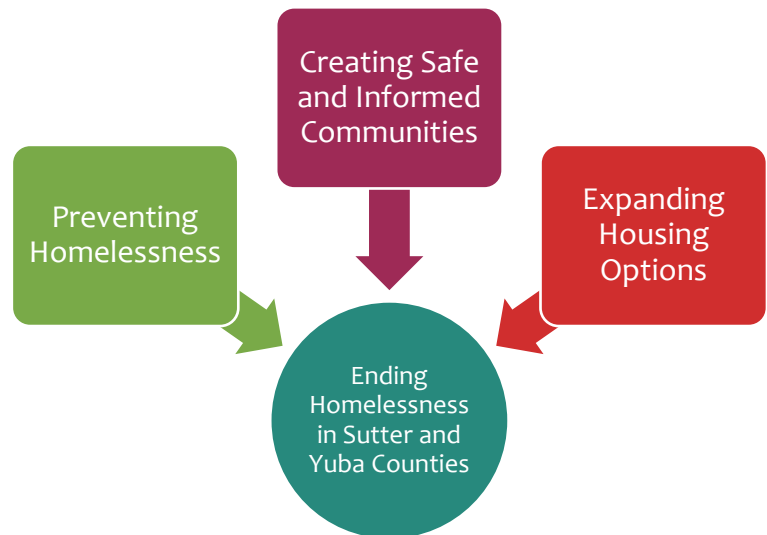 Creating Safe
and Informed
Communities
Preventing
Homelessness
Expanding
Housing
Options
Ending
Homelessness
in Sutter and
Yuba Counties